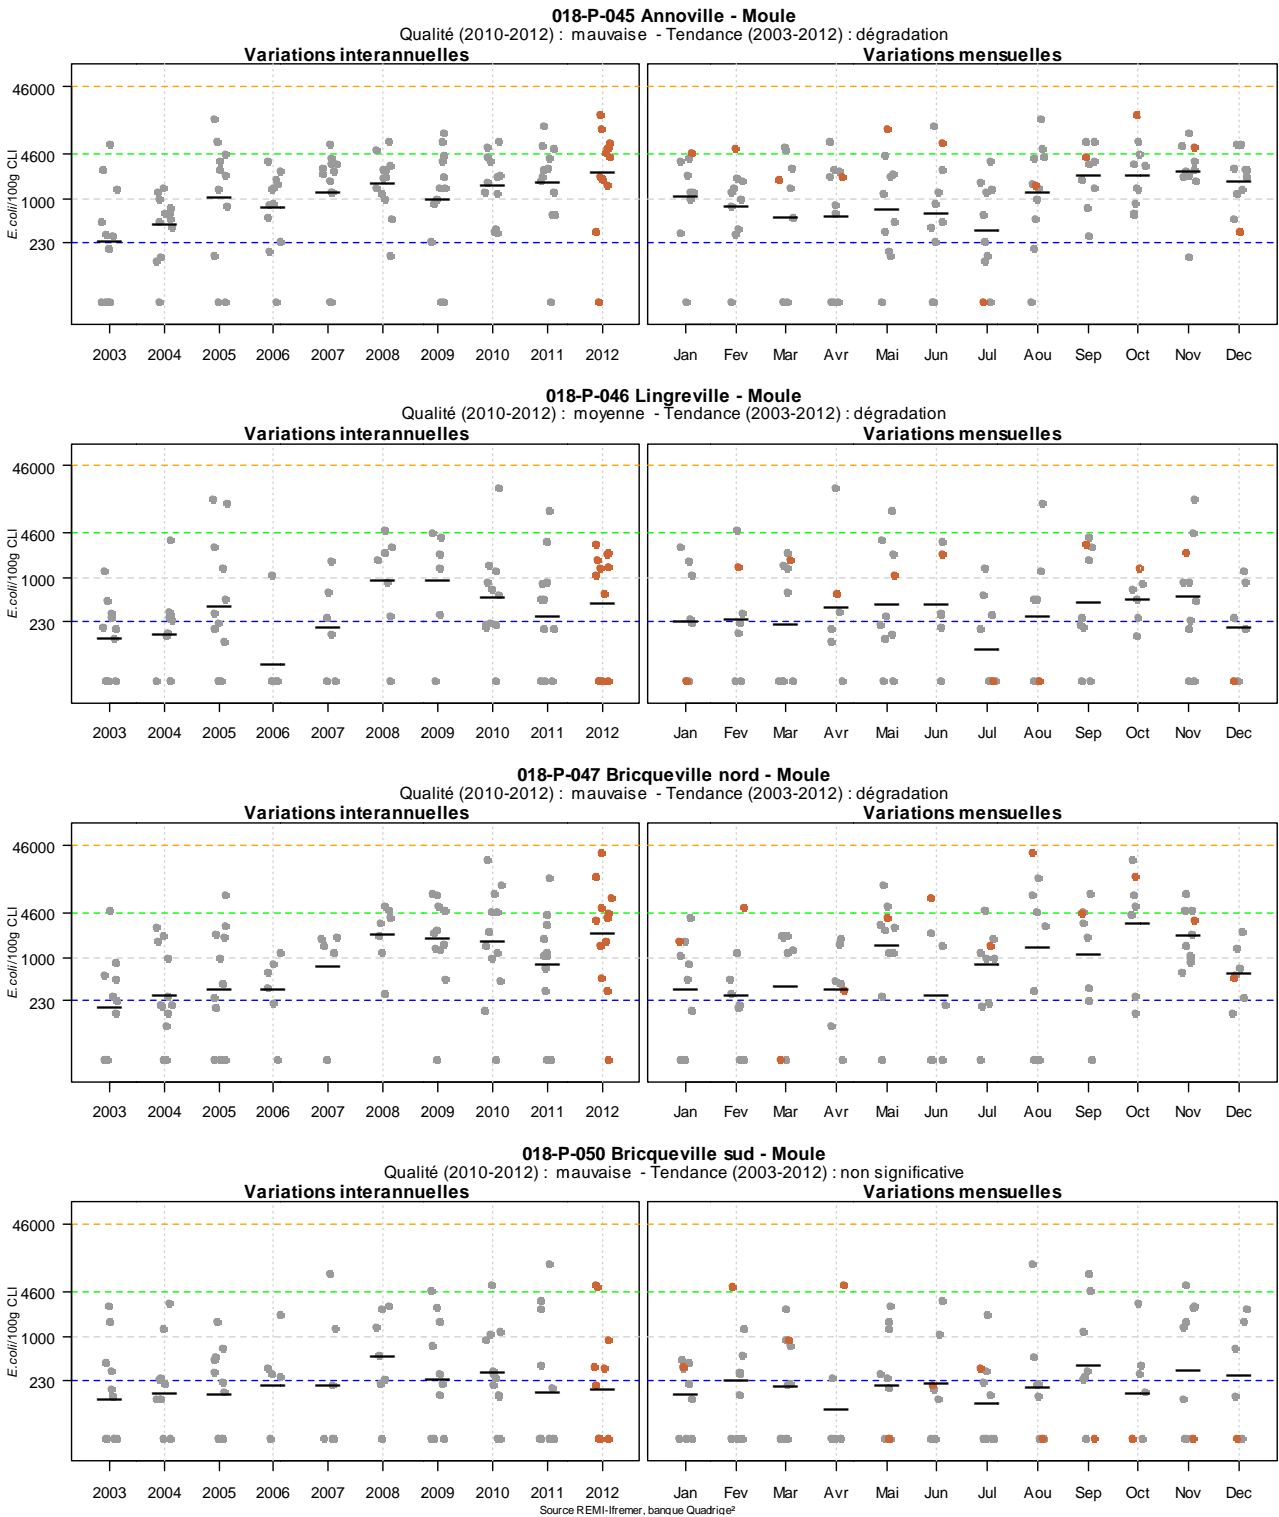 018-P-045 Annoville - Moule
Qualité (2010-2012) : mauvaise - Tendance (2003-2012) : dégradation
Variations interannuelles Variations mensuelles
46000
4600
1000
230
E.coli/100g CLI
2003 2004 2005 2006 2007 2008 2009 2010 2011 2012 Jan Fev Mar Avr Mai Jun Jul Aou Sep Oct Nov Dec
018-P-046 Lingreville - Moule
Qualité (2010-2012) : moyenne - Tendance (2003-2012) : dégradation
Variations interannuelles Variations mensuelles
46000
4600
1000
230
E.coli/100g CLI
2003 2004 2005 2006 2007 2008 2009 2010 2011 2012 Jan Fev Mar Avr Mai Jun Jul Aou Sep Oct Nov Dec
018-P-047 Bricqueville nord - Moule
Qualité (2010-2012) : mauvaise - Tendance (2003-2012) : dégradation
Variations interannuelles Variations mensuelles
46000
4600
1000
230
E.coli/100g CLI
2003 2004 2005 2006 2007 2008 2009 2010 2011 2012 Jan Fev Mar Avr Mai Jun Jul Aou Sep Oct Nov Dec
018-P-050 Bricqueville sud - Moule
Qualité (2010-2012) : mauvaise - Tendance (2003-2012) : non significative
Variations interannuelles Variations mensuelles
46000
4600
1000
230
E.coli/100g CLI
2003 2004 2005 2006 2007 2008 2009 2010 2011 2012 Jan Fev Mar Avr Mai Jun Jul Aou Sep Oct Nov Dec
Source REMI-Ifremer, banque Quadrige²